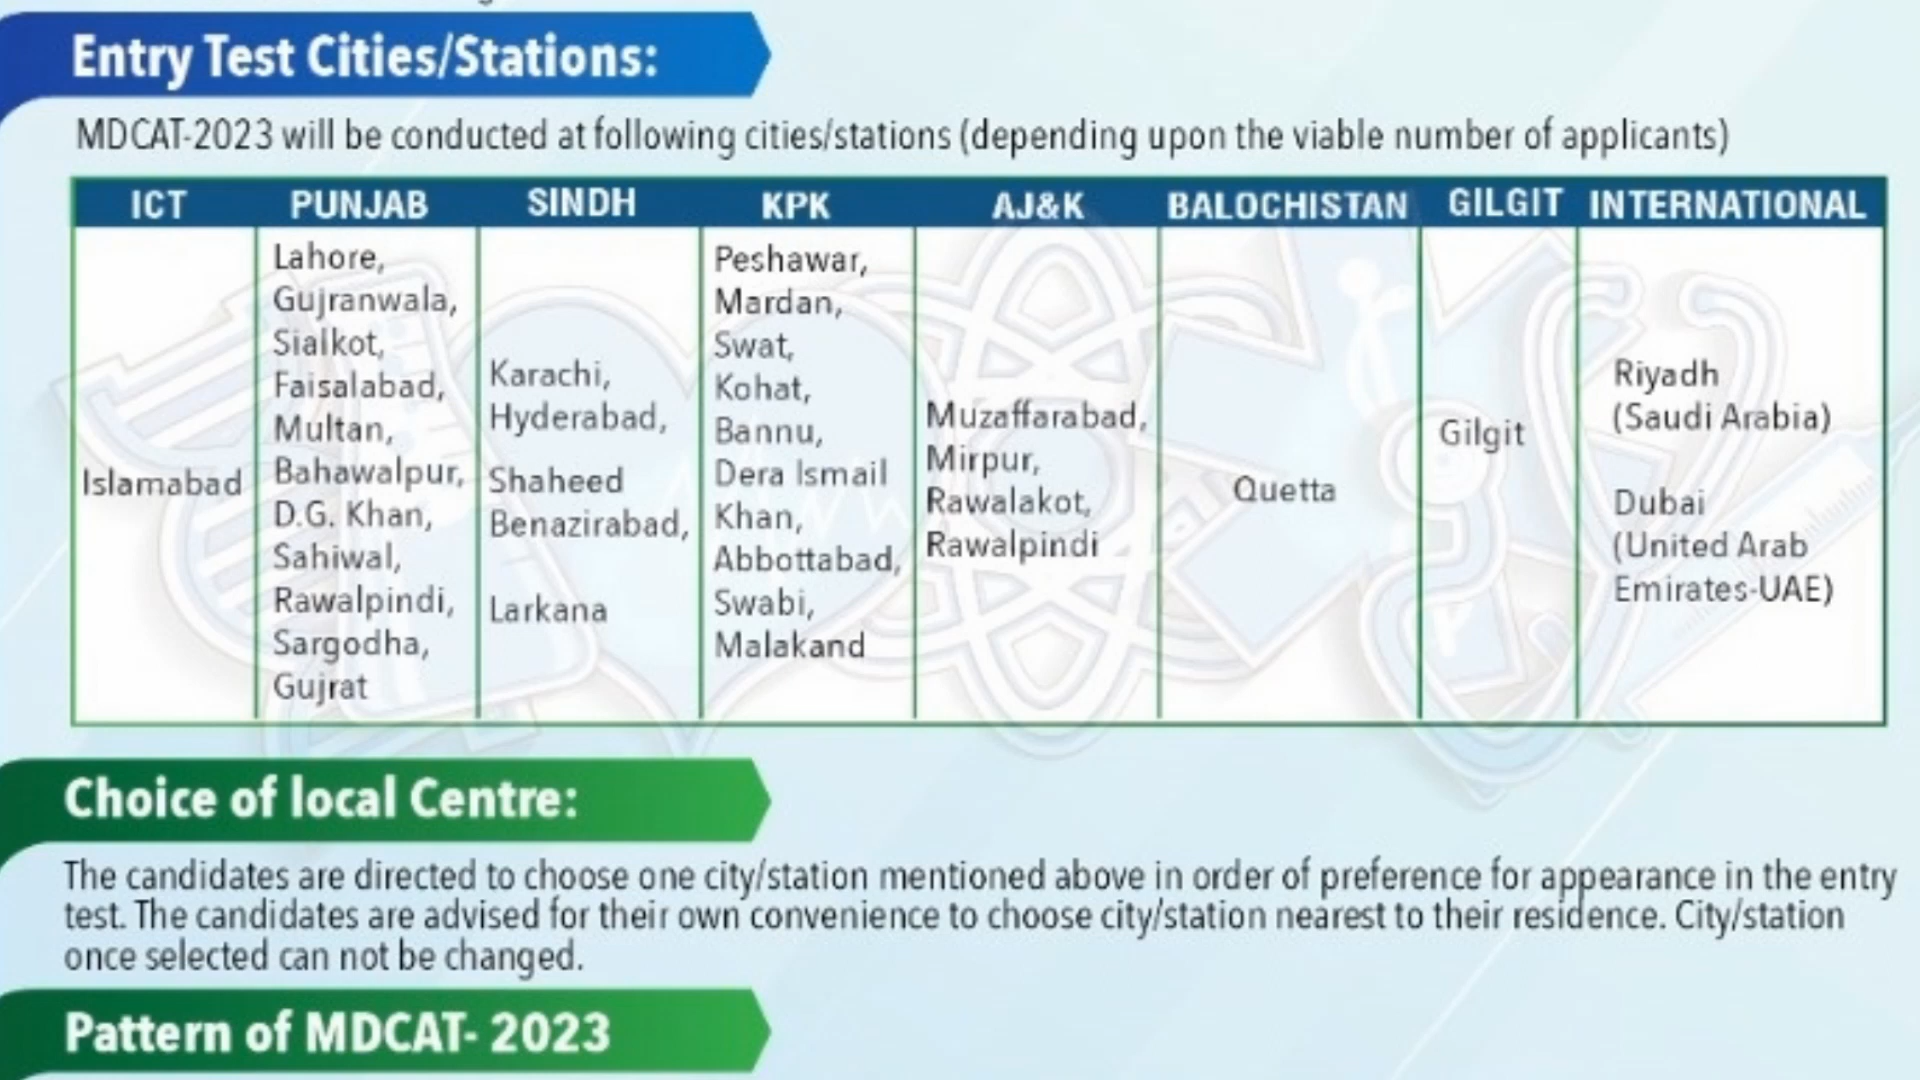 Entry Test Cities/Stations:
MDCAT-2023 will be conducted at following cities/stations (depending upon the viable number of applicants)
ICT PUNJAB SINDH KPK AJ&K BALOCHISTAN GILGIT INTERNATIONAL
Islamabad
Lahore,
Gujranwala,
Sialkot,
Faisalabad,
Multan,
Bahawalpur,
D.G. Khan,
Sahiwal,
Rawalpindi,
Sargodha,
Gujrat
Karachi,
Hyderabad,
Shaheed
Benazirabad,
Larkana
Peshawar,
Mardan,
Swat,
Kohat,
Bannu,
Dera Ismail
Khan,
Abbottabad,
Swabi,
Malakand
Muzaffarabad,
Mirpur,
Rawalakot,
Rawalpindi
Quetta
Gilgit
Riyadh
(Saudi Arabia)
Dubai
(United Arab
Emirates-UAE)
Choice of local Centre:
The candidates are directed to choose one city/station mentioned above in order of preference for appearance in the entry
test. The candidates are advised for their own convenience to choose city/station nearest to their residence. City/station
once selected can not be changed.
Pattern of MDCAT- 2023